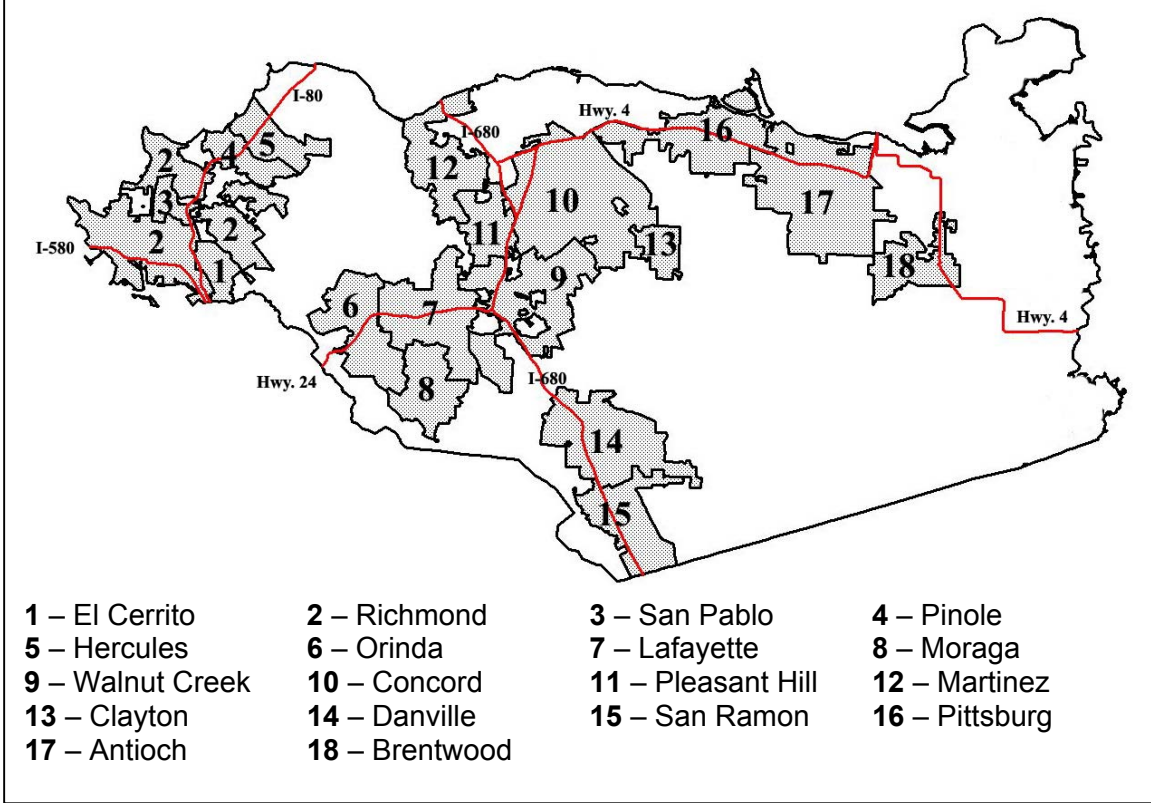 I-80
Hwy. 4
I-680
16
5
2
4
12
10
17
3
2
11
13
I-580
2
1
9
18
6
7
Hwy. 4
Hwy. 24
8
I-680
14
15
1 – El Cerrito 2 – Richmond 3 – San Pablo 4 – Pinole
5 – Hercules 6 – Orinda 7 – Lafayette 8 – Moraga
9 – Walnut Creek 10 – Concord 11 – Pleasant Hill 12 – Martinez
13 – Clayton 14 – Danville 15 – San Ramon 16 – Pittsburg
17 – Antioch 18 – Brentwood